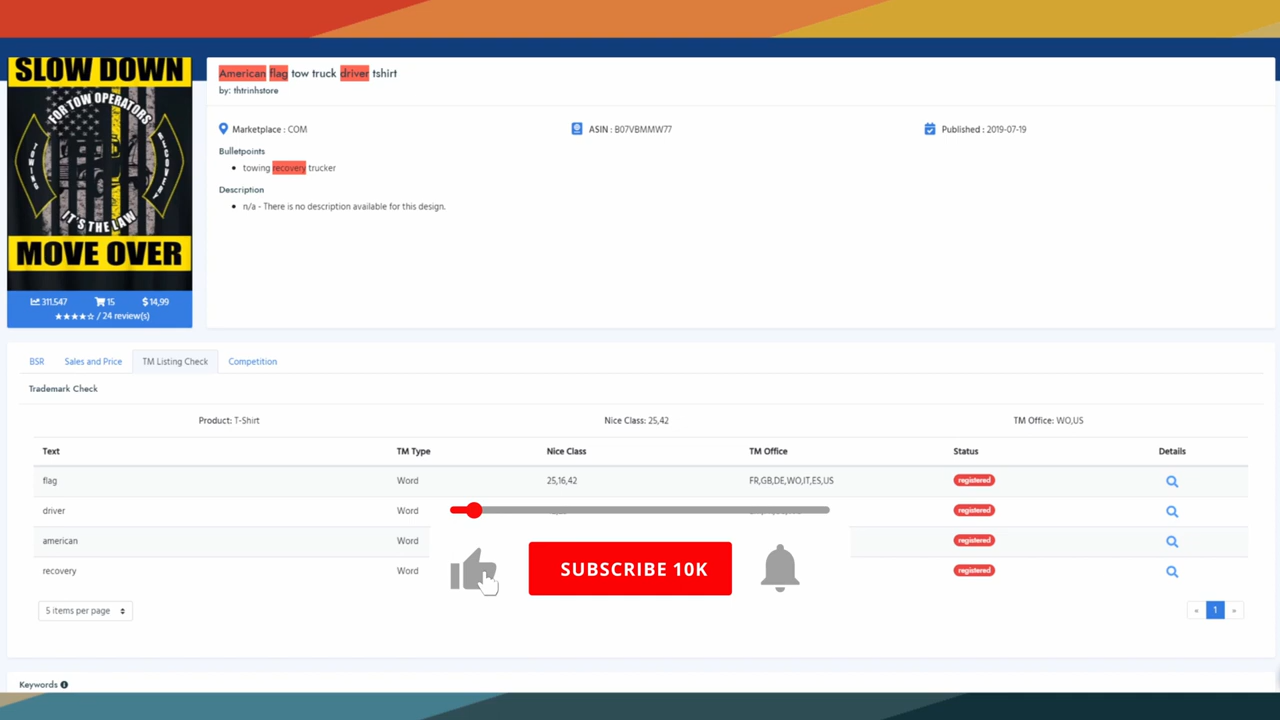 SLOW DOWN
FOR TOW OPERATORS
TOWING
RECOVERY
IT'S THE LAW
MOVE OVER
311.547 15 $14,99
/ 24 review(s)
American flag tow truck driver tshirt
by: thtrinhstore
Marketplace : COM ASIN : B07VBMMW77 Published : 2019-07-19
Bulletpoints
towing recovery trucker
Description
n/a - There is no description available for this design.
BSR Sales and Price TM Listing Check Competition
Trademark Check
Product: T-Shirt Nice Class: 25,42 TM Office: WO,US
Text TM Type Nice Class TM Office Status Details
flag Word 25,16,42 FR,GB,DE,WO,IT,ES,US registered
driver Word registered
american Word registered
recovery Word registered
SUBSCRIBE 10K
5 items per page « 1 »
Keywords